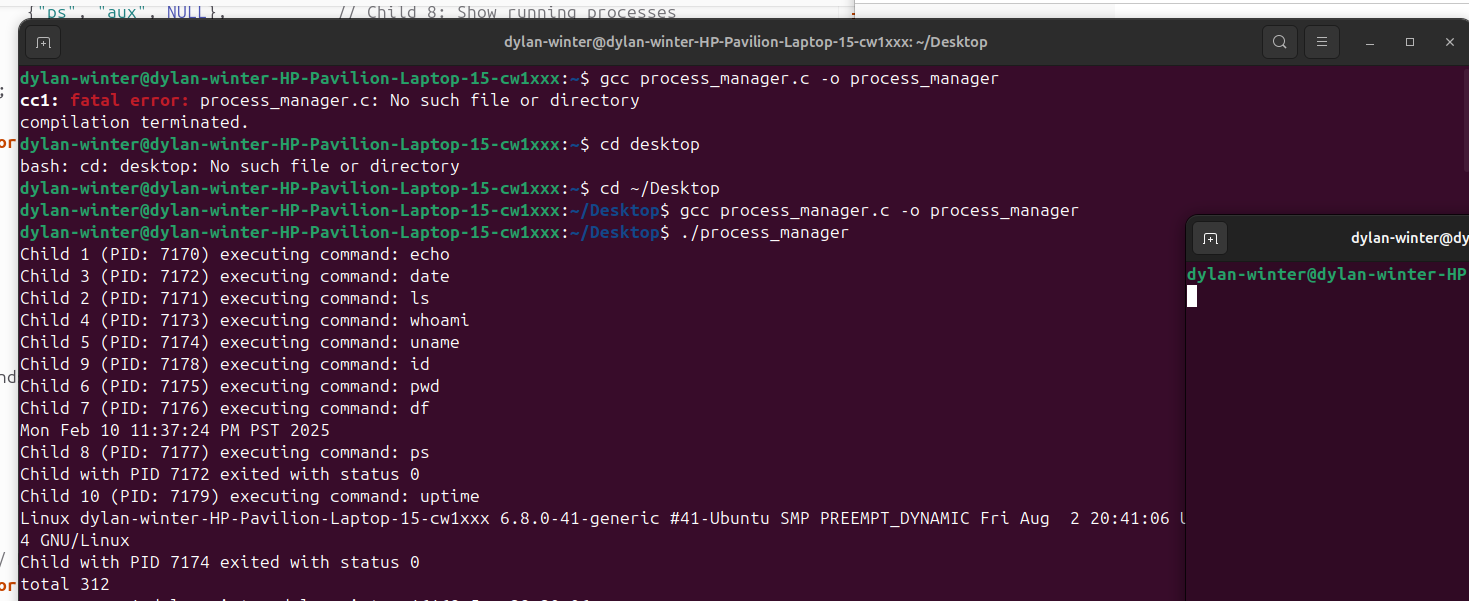 {"ps", "aux", NULL},           // Child 8: Show running processes
dylan-winter@dylan-winter-HP-Pavilion-Laptop-15-cw1xxx: ~/Desktop
dylan-winter@dylan-winter-HP-Pavilion-Laptop-15-cw1xxx:~$ gcc process_manager.c -o process_manager
cc1: fatal error: process_manager.c: No such file or directory
compilation terminated.
dylan-winter@dylan-winter-HP-Pavilion-Laptop-15-cw1xxx:~$ cd desktop
bash: cd: desktop: No such file or directory
dylan-winter@dylan-winter-HP-Pavilion-Laptop-15-cw1xxx:~$ cd ~/Desktop
dylan-winter@dylan-winter-HP-Pavilion-Laptop-15-cw1xxx:~/Desktop$ gcc process_manager.c -o process_manager
dylan-winter@dylan-winter-HP-Pavilion-Laptop-15-cw1xxx:~/Desktop$ ./process_manager
Child 1 (PID: 7170) executing command: echo
Child 3 (PID: 7172) executing command: date
Child 2 (PID: 7171) executing command: ls
Child 4 (PID: 7173) executing command: whoami
Child 5 (PID: 7174) executing command: uname
Child 9 (PID: 7178) executing command: id
Child 6 (PID: 7175) executing command: pwd
Child 7 (PID: 7176) executing command: df
Mon Feb 10 11:37:24 PM PST 2025
Child 8 (PID: 7177) executing command: ps
Child with PID 7172 exited with status 0
Child 10 (PID: 7179) executing command: uptime
Linux dylan-winter-HP-Pavilion-Laptop-15-cw1xxx 6.8.0-41-generic #41-Ubuntu SMP PREEMPT_DYNAMIC Fri Aug  2 20:41:06
4 GNU/Linux
Child with PID 7174 exited with status 0
total 312
dylan-winter@dy
dylan-winter@dylan-winter-HP
;
or
nd
/
or